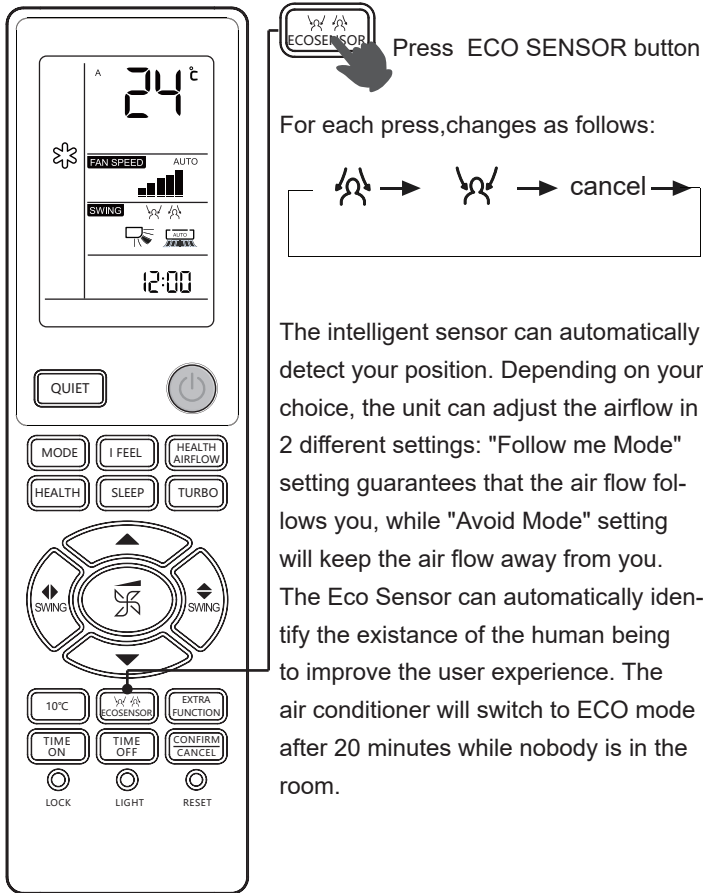 A 24 °c
FAN SPEED AUTO
SWING
AUTO
12:00
QUIET
MODE I FEEL HEALTH AIRFLOW
HEALTH SLEEP TURBO
SWING SWING
10°C ECOSENSOR EXTRA FUNCTION
TIME ON TIME OFF CONFIRM CANCEL
LOCK LIGHT RESET
ECOSENSOR
Press ECO SENSOR button
For each press,changes as follows:
cancel
The intelligent sensor can automatically
detect your position. Depending on your
choice, the unit can adjust the airflow in
2 different settings: "Follow me Mode"
setting guarantees that the air flow fol-
lows you, while "Avoid Mode" setting
will keep the air flow away from you.
The Eco Sensor can automatically iden-
tify the existance of the human being
to improve the user experience. The
air conditioner will switch to ECO mode
after 20 minutes while nobody is in the
room.